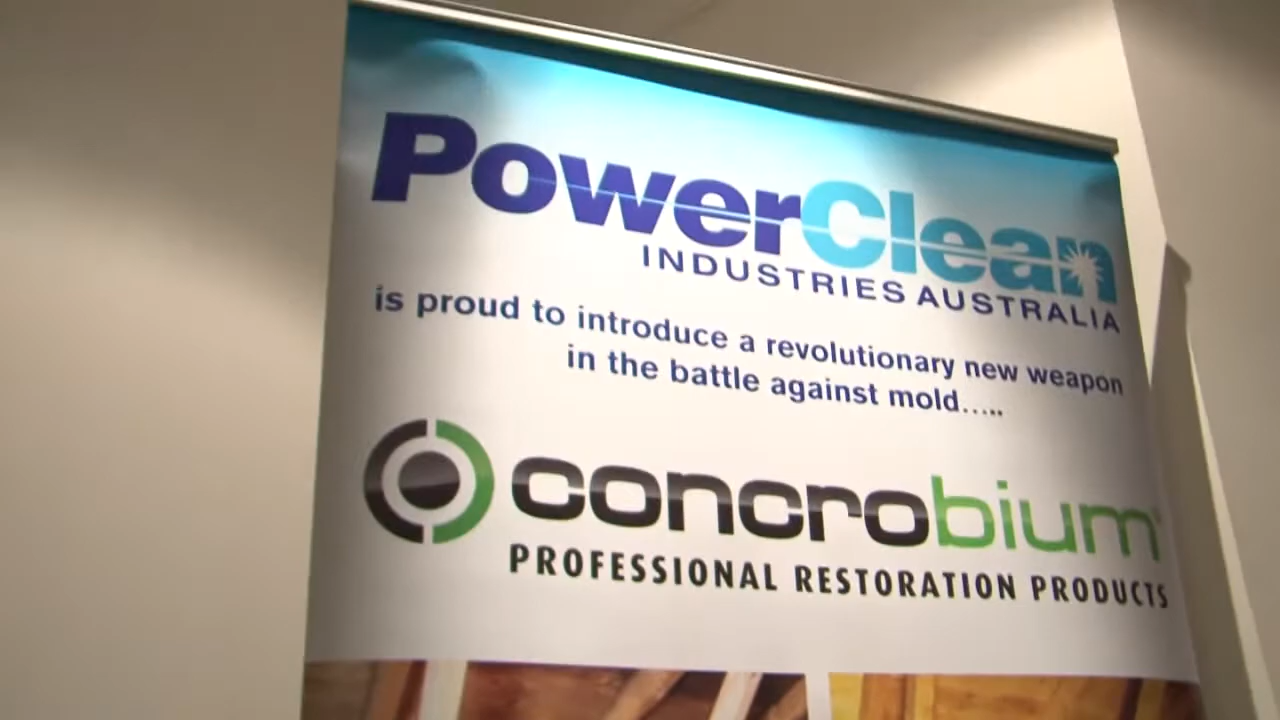 PowerClean
INDUSTRIES AUSTRALIA
is proud to introduce a revolutionary new weapon
in the battle against mold.....
concrobium
PROFESSIONAL RESTORATION PRODUCTS